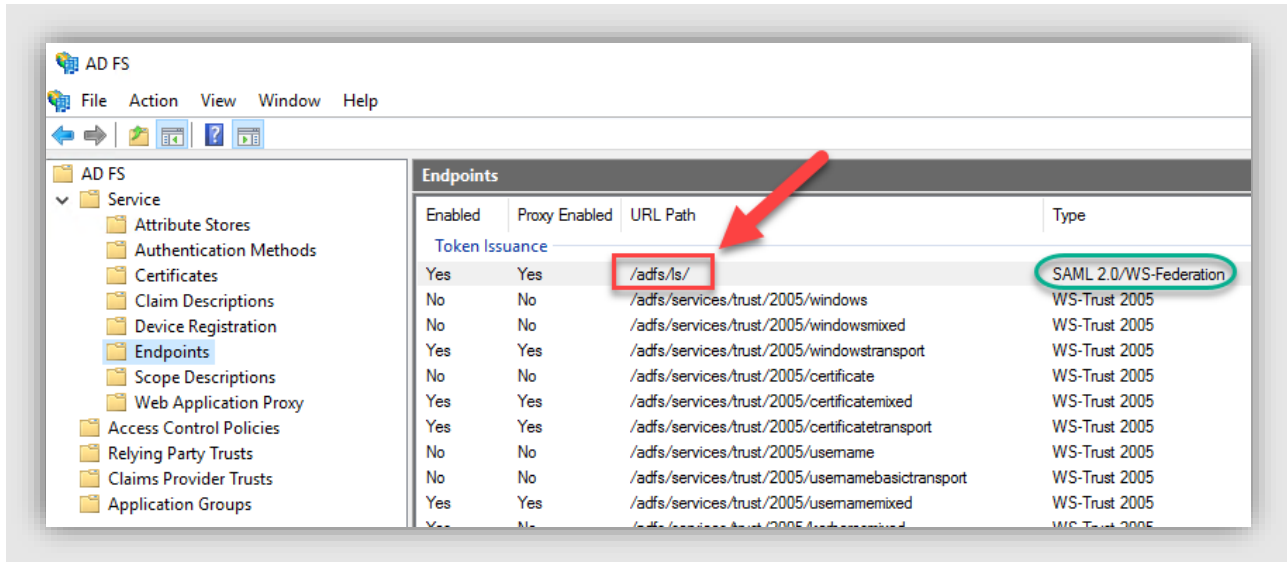 AD FS
File Action View Window Help
AD FS
Service
Attribute Stores
Authentication Methods
Certificates
Claim Descriptions
Device Registration
Endpoints
Scope Descriptions
Web Application Proxy
Access Control Policies
Relying Party Trusts
Claims Provider Trusts
Application Groups
Endpoints
Enabled Proxy Enabled URL Path Type
Token Issuance
Yes Yes /adfs/ls/ SAML 2.0/WS-Federation
No No /adfs/services/trust/2005/windows WS-Trust 2005
No No /adfs/services/trust/2005/windowsmixed WS-Trust 2005
Yes Yes /adfs/services/trust/2005/windowstransport WS-Trust 2005
No No /adfs/services/trust/2005/certificate WS-Trust 2005
Yes Yes /adfs/services/trust/2005/certificatemixed WS-Trust 2005
Yes Yes /adfs/services/trust/2005/certificatetransport WS-Trust 2005
No No /adfs/services/trust/2005/username WS-Trust 2005
No No /adfs/services/trust/2005/usernamebasictransport WS-Trust 2005
Yes Yes /adfs/services/trust/2005/usernamemixed WS-Trust 2005